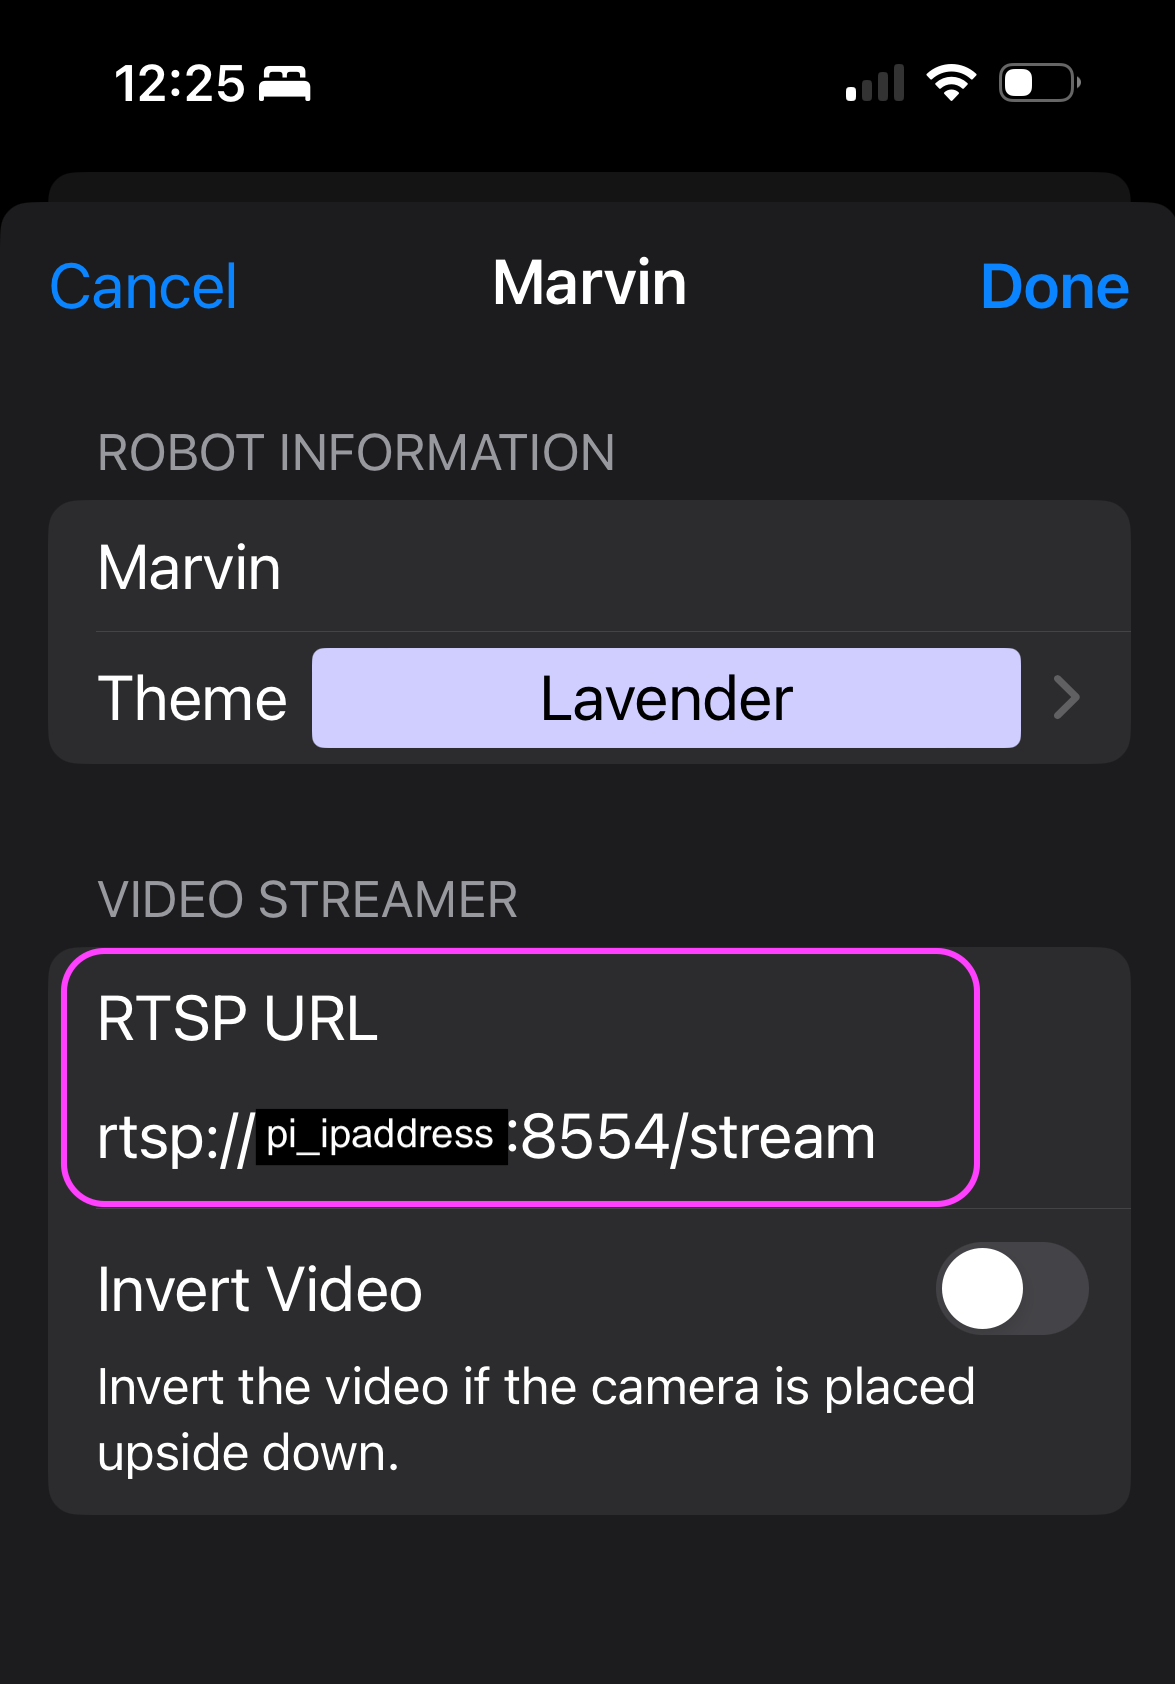 12:25
Cancel Marvin Done
ROBOT INFORMATION
Marvin
Theme Lavender
VIDEO STREAMER
RTSP URL
rtsp://pi_ipaddress:8554/stream
Invert Video
Invert the video if the camera is placed
upside down.